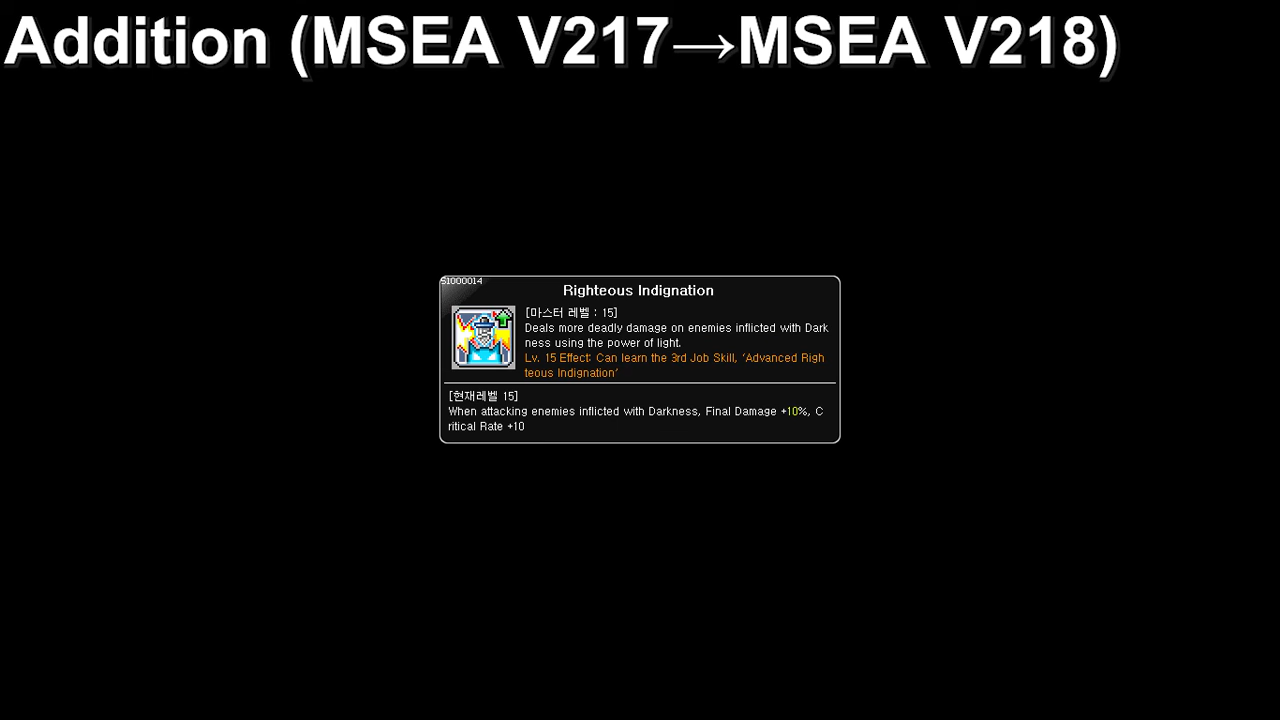 Addition (MSEA V217→MSEA V218)
51000014
Righteous Indignation
[마스터 레벨 : 15]
Deals more deadly damage on enemies inflicted with Dark
ness using the power of light.
Lv. 15 Effect: Can learn the 3rd Job Skill, ‘Advanced Righ
teous Indignation’
[현재레벨 15]
When attacking enemies inflicted with Darkness, Final Damage +10%, C
ritical Rate +10